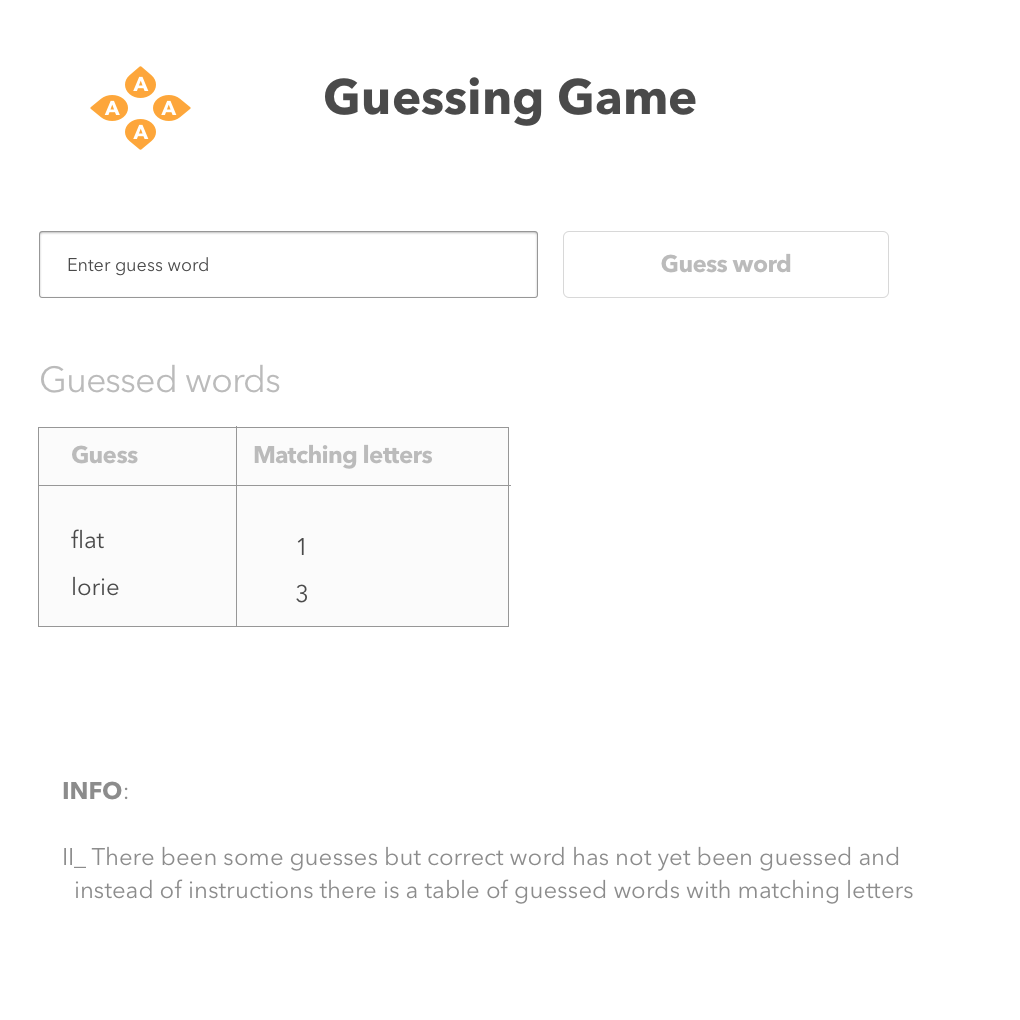 A
A A
A
Guessing Game
Enter guess word
Guess word
Guessed words
Guess Matching letters
flat 1
lorie 3
INFO:
II_ There been some guesses but correct word has not yet been guessed and
instead of instructions there is a table of guessed words with matching letters